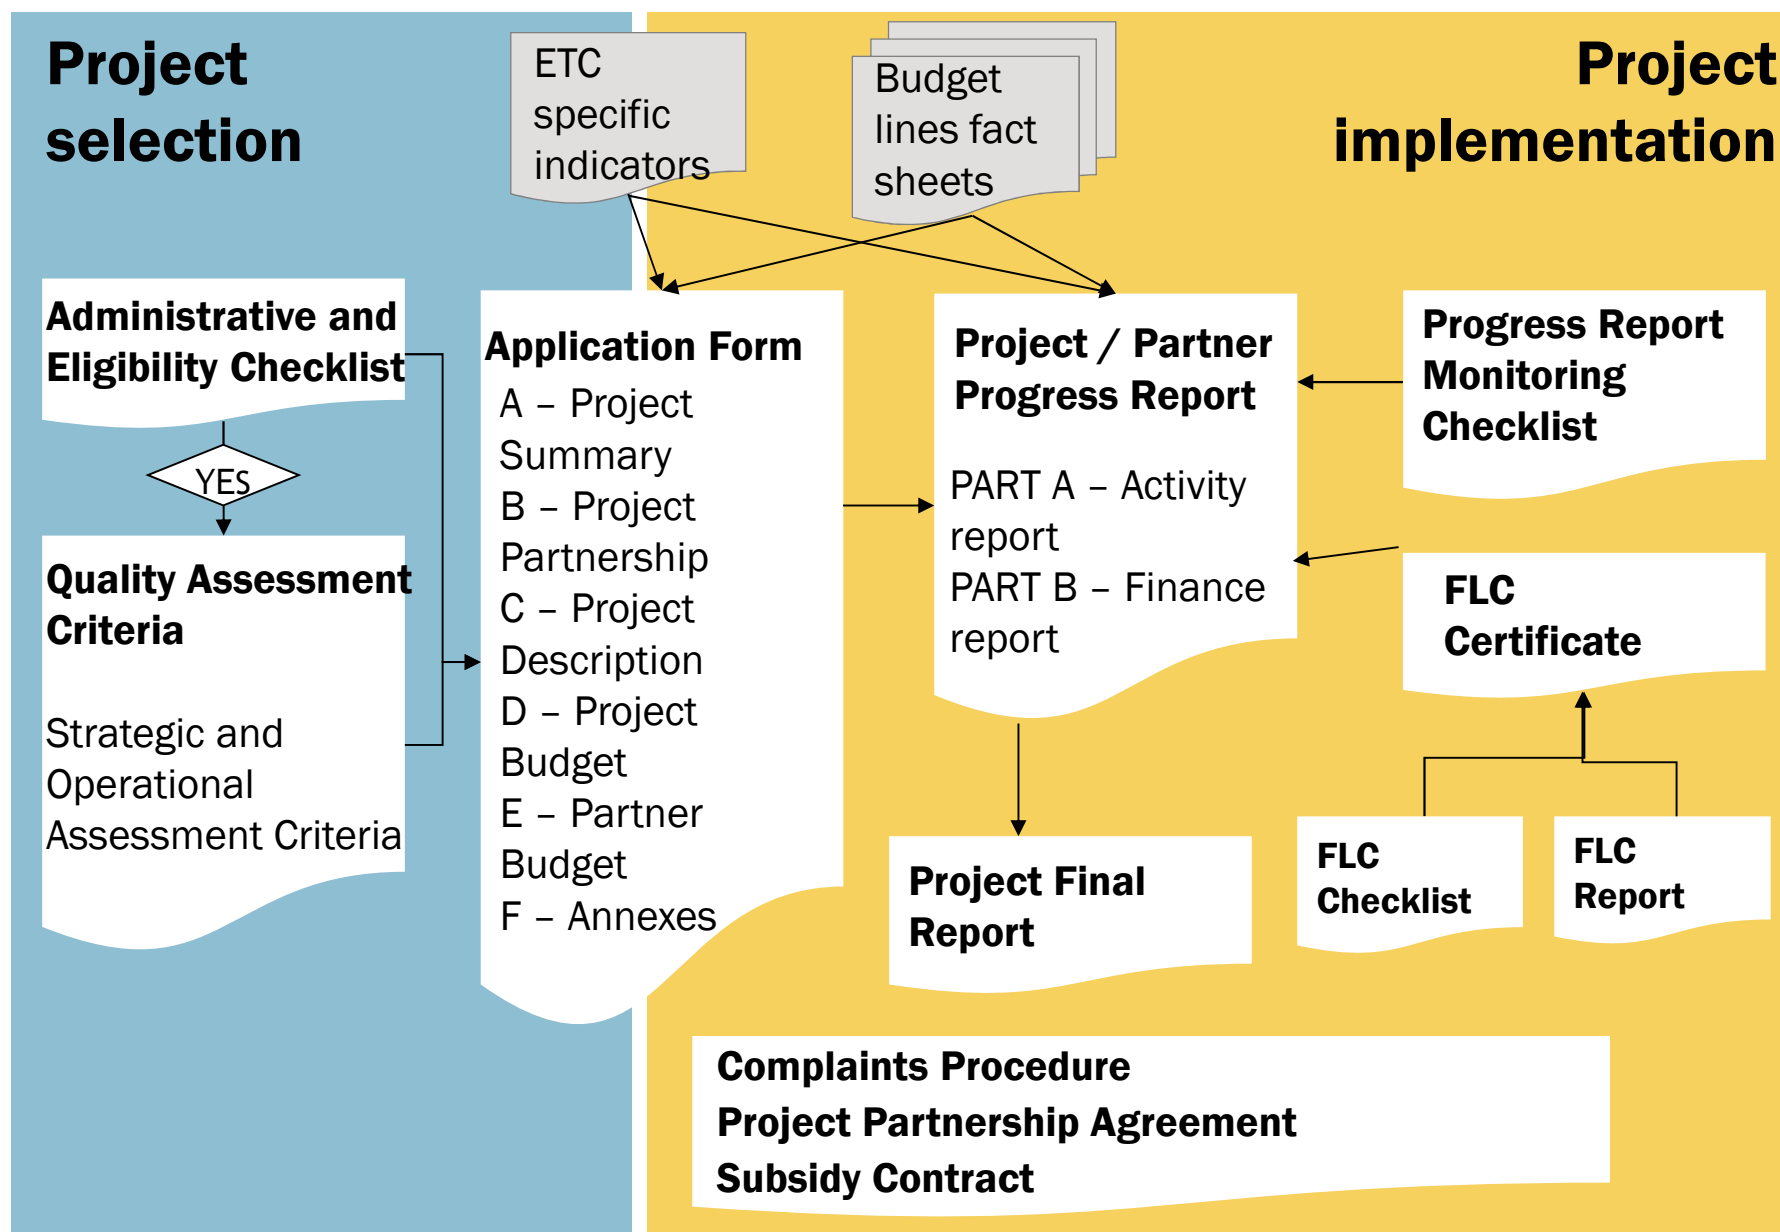 Project
selection
ETC
specific
indicators
Budget
lines fact
sheets
Project
implementation
Administrative and
Eligibility Checklist
YES
Quality Assessment
Criteria
Strategic and
Operational
Assessment Criteria
Application Form
A – Project
Summary
B – Project
Partnership
C – Project
Description
D – Project
Budget
E – Partner
Budget
F – Annexes
Project / Partner
Progress Report
PART A – Activity
report
PART B – Finance
report
Progress Report
Monitoring
Checklist
FLC
Certificate
FLC
Checklist
FLC
Report
Project Final
Report
Complaints Procedure
Project Partnership Agreement
Subsidy Contract